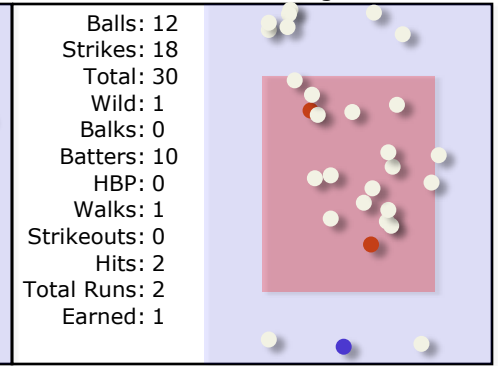 Balls: 12
Strikes: 18
Total: 30
Wild: 1
Balks: 0
Batters: 10
HBP: 0
Walks: 1
Strikeouts: 0
Hits: 2
Total Runs: 2
Earned: 1